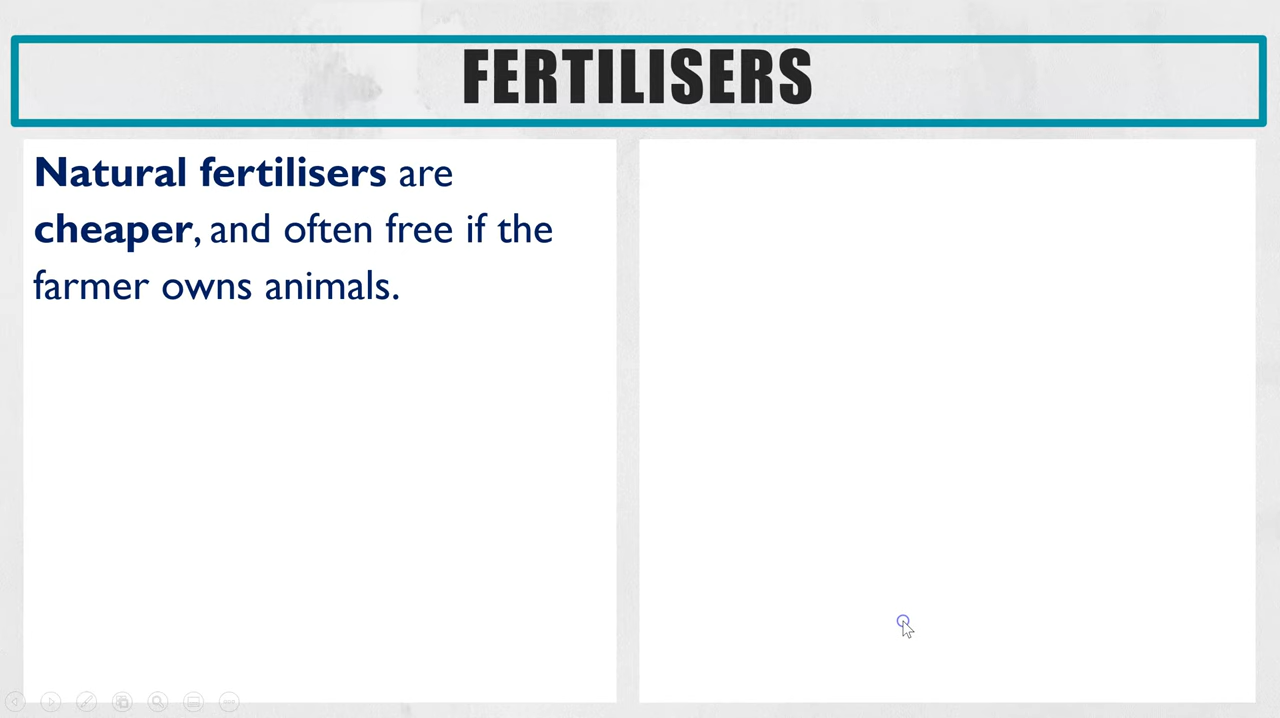 FERTILISERS
Natural fertilisers are
cheaper, and often free if the
farmer owns animals.